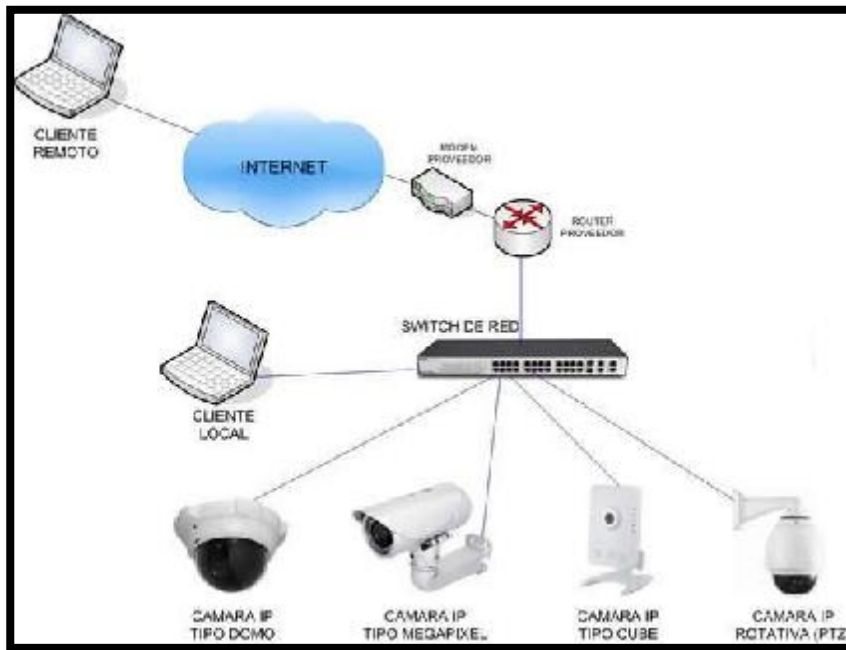 CLIENTE
REMOTO
INTERNET
MODEM
PROVEEDOR
ROUTER
PROVEEDOR
SWITCH DE RED
CLIENTE
LOCAL
CAMARA IP
TIPO DOMO
CAMARA IP
TIPO MEGAPIXEL
CAMARA IP
TIPO CUBE
CAMARA IP
ROTATIVA (PTZ